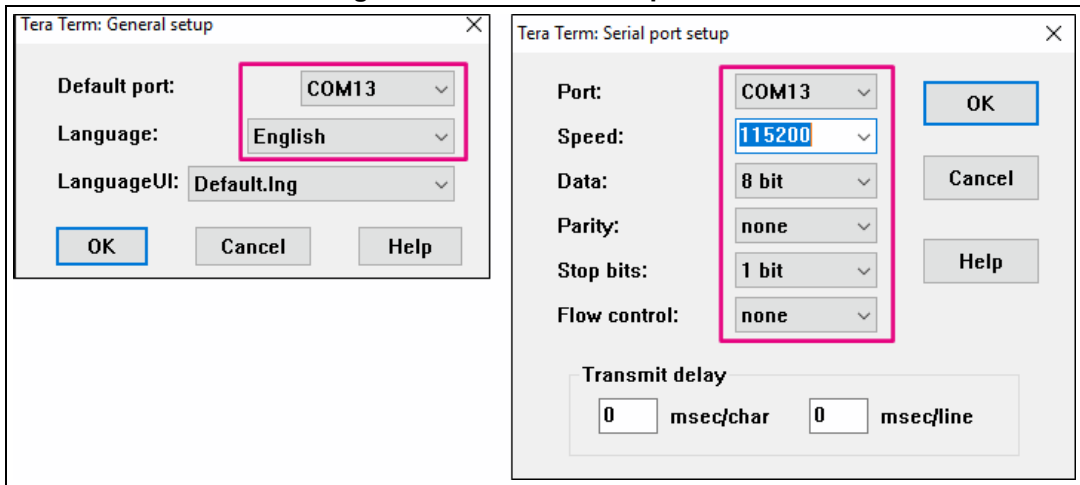 Tera Term: General setup
Default port: COM13
Language: English
LanguageUI: Default.lng
OK Cancel Help
Tera Term: Serial port setup
Port: COM13 OK
Speed: 115200
Data: 8 bit Cancel
Parity: none
Stop bits: 1 bit Help
Flow control: none
Transmit delay
0 msec/char 0 msec/line